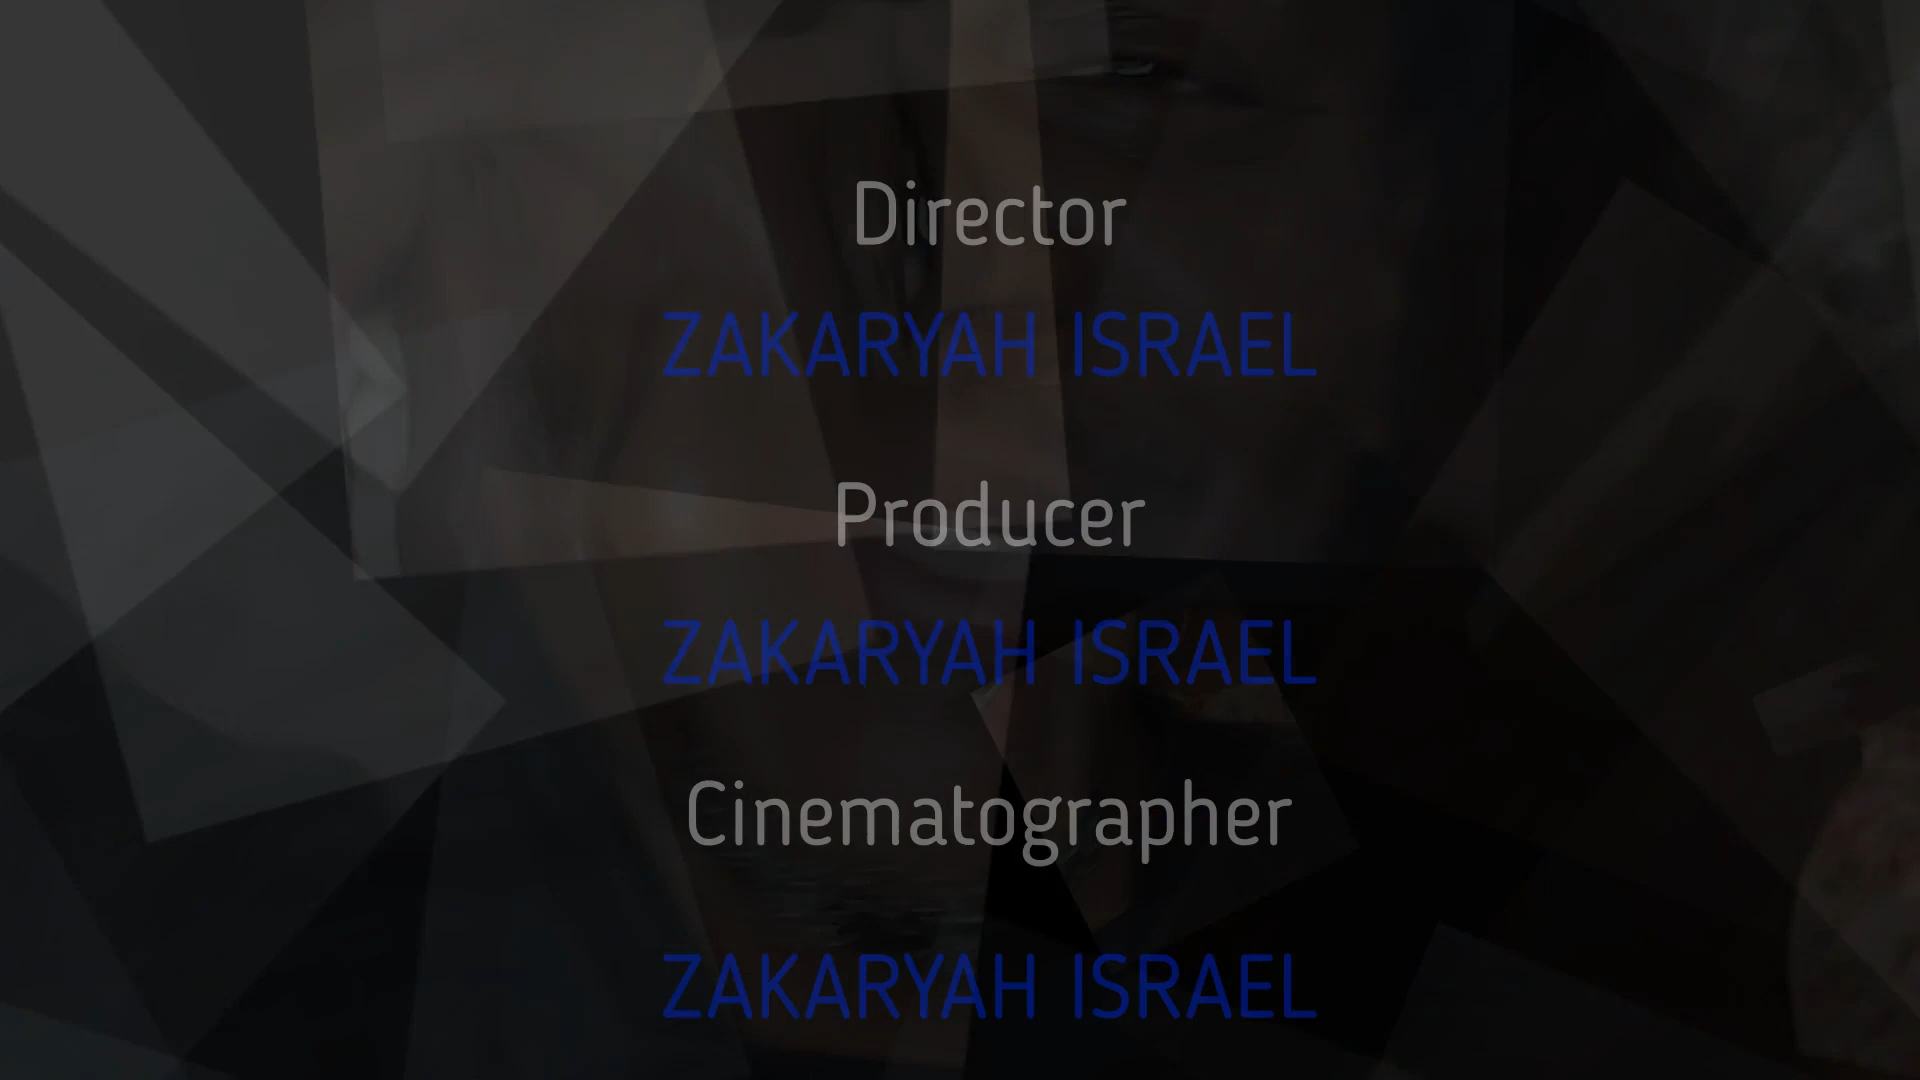 Director
ZAKARYAH ISRAEL
Producer
ZAKARYAH ISRAEL
Cinematographer
ZAKARYAH ISRAEL